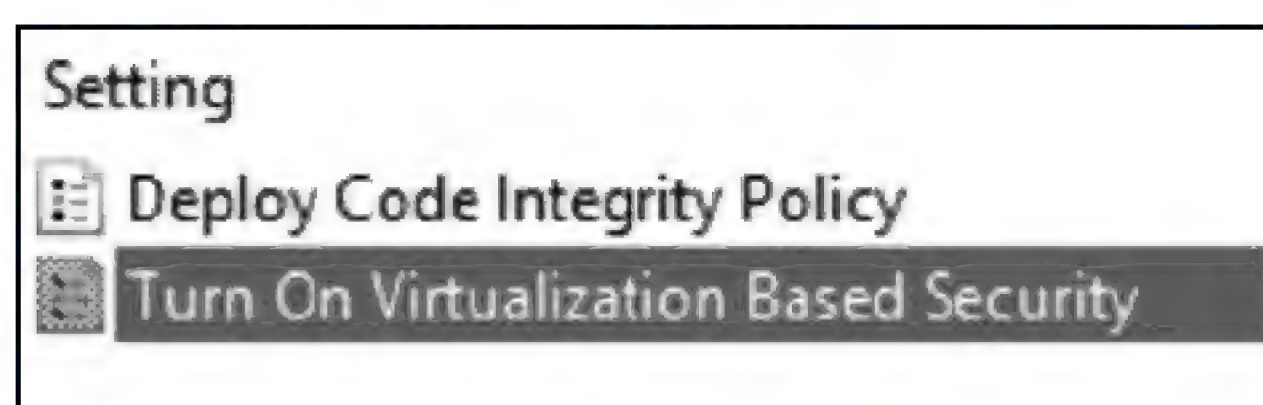 Setting
Deploy Code Integrity Policy
Turn On Virtualization Based Security